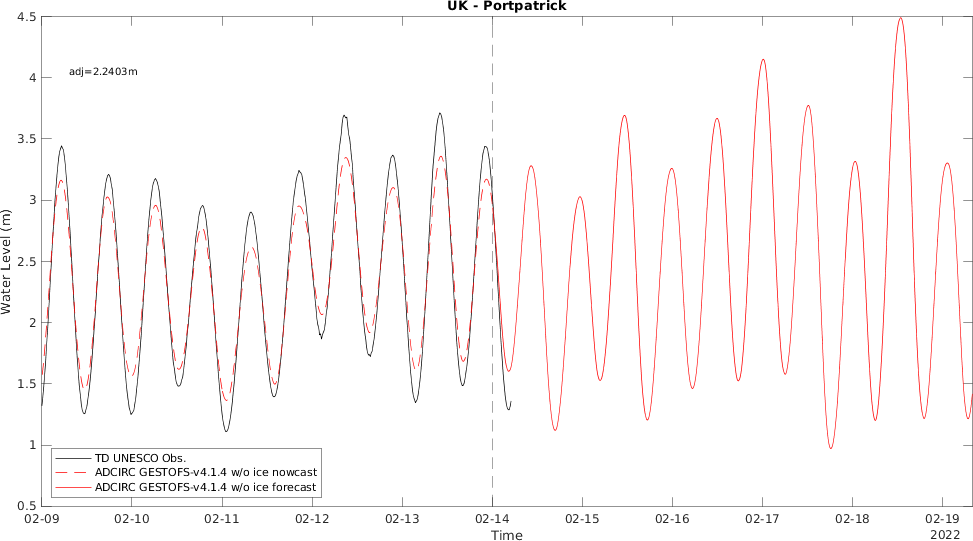 UK - Portpatrick
4.5
4
3.5
3
2.5
2
1.5
1
0.5
Water Level (m)
adj=2.2403m
TD UNESCO Obs.
ADCIRC GESTOFS-v4.1.4 w/o ice nowcast
ADCIRC GESTOFS-v4.1.4 w/o ice forecast
02-09 02-10 02-11 02-12 02-13 02-14 02-15 02-16 02-17 02-18 02-19
Time
2022